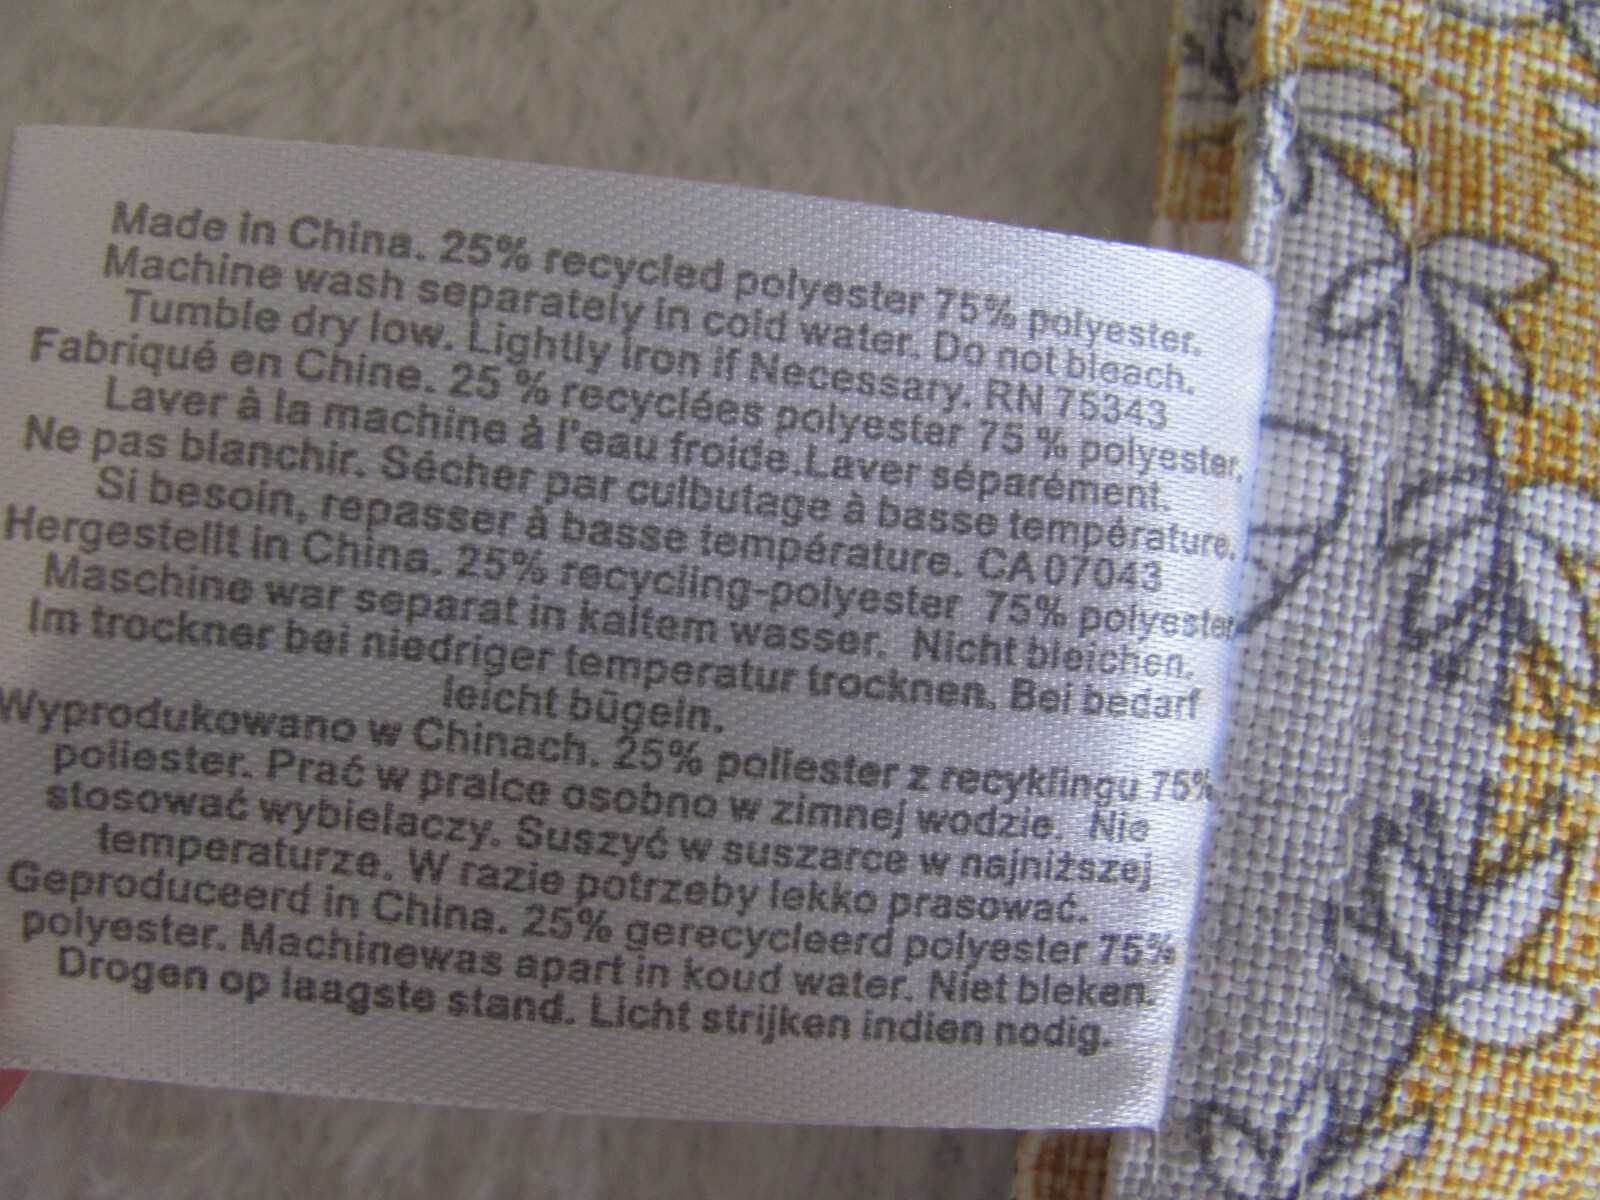 Made in China. 25% recycled polyester 75% polyester.
Machine wash separately in cold water. Do not bleach.
Tumble dry low. Lightly iron if Necessary. RN 75343
Fabriqué en Chine. 25 % recyclées polyester 75 % polyester.
Laver à la machine à l'eau froide.Laver séparément.
Ne pas blanchir. Sécher par culbutage à basse température.
Si besoin, repasser à basse température. CA 07043
Hergestellt in China. 25% recycling-polyester 75% polyester
Maschine war separat in kaltem wasser. Nicht bleichen.
Im trockner bei niedriger temperatur trocknen. Bei bedarf
leicht bügeln.
Wyprodukowano w Chinach. 25% poliester z recyklingu 75%
poliester. Prać w pralce osobno w zimnej wodzie. Nie
stosować wybielaczy. Suszyć w suszarce w najniższej
temperaturze. W razie potrzeby lekko prasować.
Geproduceerd in China. 25% gerecycleerd polyester 75%
polyester. Machinewas apart in koud water. Niet bleken.
Drogen op laagste stand. Licht strijken indien nodig.